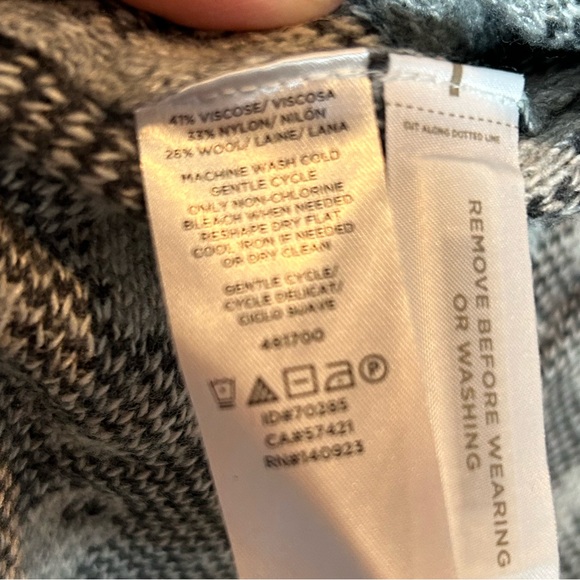 41% VISCOSE/ VISCOSA
33% NYLON/ NILÓN
26% WOOL/ LAINE/ LANA
MACHINE WASH COLD
GENTLE CYCLE
ONLY NON-CHLORINE
BLEACH WHEN NEEDED
RESHAPE DRY FLAT
COOL IRON IF NEEDED
OR DRY CLEAN
GENTLE CYCLE/
CYCLE DELICAT/
CICLO SUAVE
491700
P
ID#70285
CA#57421
RN#140923
CUT ALONG DOTTED LINE
REMOVE BEFORE WEARING
OR WASHING